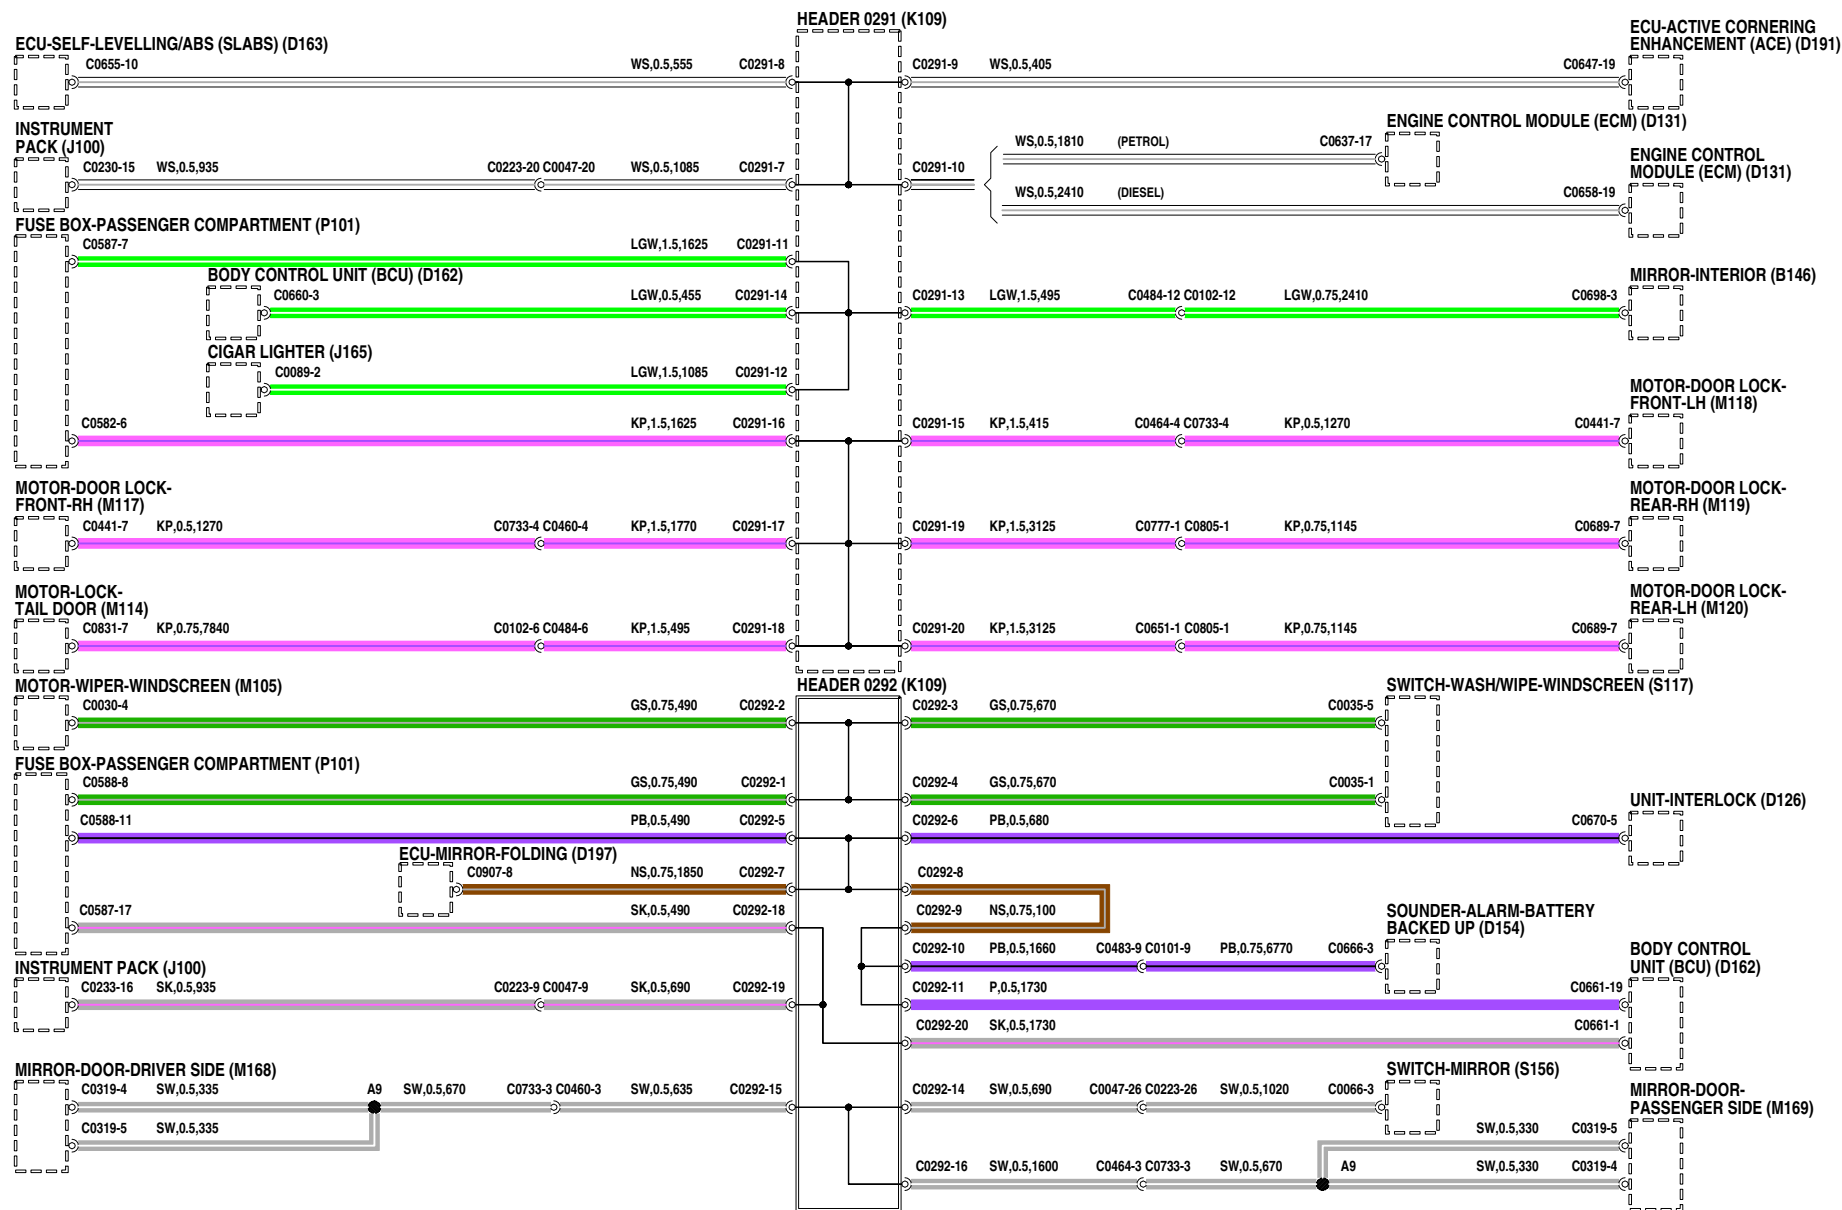 HEADER 0291 (K109)
ECU-SELF-LEVELLING/ABS (SLABS) (D163)
C0655-10 WS,0.5,555 C0291-8 C0291-9 WS,0.5,405 C0647-19
ECU-ACTIVE CORNERING
ENHANCEMENT (ACE) (D191)
INSTRUMENT
PACK (J100)
C0230-15 WS,0.5,935 C0223-20 C0047-20 WS,0.5,1085 C0291-7 C0291-10
WS,0.5,1810 (PETROL) C0637-17
ENGINE CONTROL MODULE (ECM) (D131)
WS,0.5,2410 (DIESEL) C0658-19
ENGINE CONTROL
MODULE (ECM) (D131)
FUSE BOX-PASSENGER COMPARTMENT (P101)
C0587-7 LGW,1.5,1625 C0291-11
BODY CONTROL UNIT (BCU) (D162)
C0660-3 LGW,0.5,455 C0291-14 C0291-13 LGW,1.5,495 C0484-12 C0102-12 LGW,0.75,2410 C0698-3
MIRROR-INTERIOR (B146)
CIGAR LIGHTER (J165)
C0089-2 LGW,1.5,1085 C0291-12
C0582-6 KP,1.5,1625 C0291-16 C0291-15 KP,1.5,415 C0464-4 C0733-4 KP,0.5,1270 C0441-7
MOTOR-DOOR LOCK-
FRONT-LH (M118)
MOTOR-DOOR LOCK-
FRONT-RH (M117)
C0441-7 KP,0.5,1270 C0733-4 C0460-4 KP,1.5,1770 C0291-17 C0291-19 KP,1.5,3125 C0777-1 C0805-1 KP,0.75,1145 C0689-7
MOTOR-DOOR LOCK-
REAR-RH (M119)
MOTOR-LOCK-
TAIL DOOR (M114)
C0831-7 KP,0.75,7840 C0102-6 C0484-6 KP,1.5,495 C0291-18 C0291-20 KP,1.5,3125 C0651-1 C0805-1 KP,0.75,1145 C0689-7
MOTOR-DOOR LOCK-
REAR-LH (M120)
HEADER 0292 (K109)
MOTOR-WIPER-WINDSCREEN (M105)
C0030-4 GS,0.75,490 C0292-2 C0292-3 GS,0.75,670 C0035-5
SWITCH-WASH/WIPE-WINDSCREEN (S117)
FUSE BOX-PASSENGER COMPARTMENT (P101)
C0588-8 GS,0.75,490 C0292-1 C0292-4 GS,0.75,670 C0035-1
C0588-11 PB,0.5,490 C0292-5 C0292-6 PB,0.5,680 C0670-5
UNIT-INTERLOCK (D126)
ECU-MIRROR-FOLDING (D197)
C0907-8 NS,0.75,1850 C0292-7 C0292-8
C0587-17 SK,0.5,490 C0292-18 C0292-9 NS,0.75,100
C0292-10 PB,0.5,1660 C0483-9 C0101-9 PB,0.75,6770 C0666-3
SOUNDER-ALARM-BATTERY
BACKED UP (D154)
INSTRUMENT PACK (J100)
C0233-16 SK,0.5,935 C0223-9 C0047-9 SK,0.5,690 C0292-19 C0292-11 P,0.5,1730 C0661-19
BODY CONTROL
UNIT (BCU) (D162)
C0292-20 SK,0.5,1730 C0661-1
MIRROR-DOOR-DRIVER SIDE (M168)
C0319-4 SW,0.5,335 A9 SW,0.5,670 C0733-3 C0460-3 SW,0.5,635 C0292-15 C0292-14 SW,0.5,690 C0047-26 C0223-26 SW,0.5,1020 C0066-3
SWITCH-MIRROR (S156)
C0319-5 SW,0.5,335
MIRROR-DOOR-
PASSENGER SIDE (M169)
SW,0.5,330 C0319-5
C0292-16 SW,0.5,1600 C0464-3 C0733-3 SW,0.5,670 A9 SW,0.5,330 C0319-4